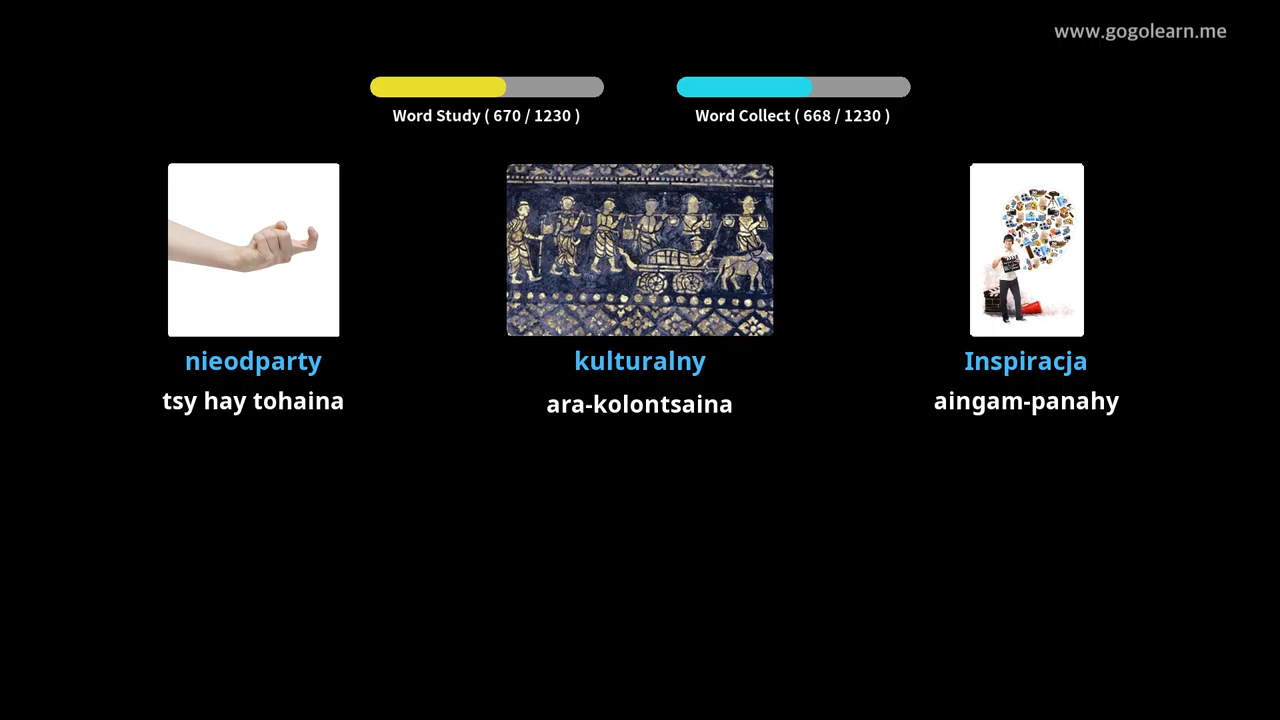 www.gogolearn.me
Word Study ( 670 / 1230 )
Word Collect ( 668 / 1230 )
nieodparty
tsy hay tohaina
kulturalny
ara-kolontsaina
Inspiracja
aingam-panahy